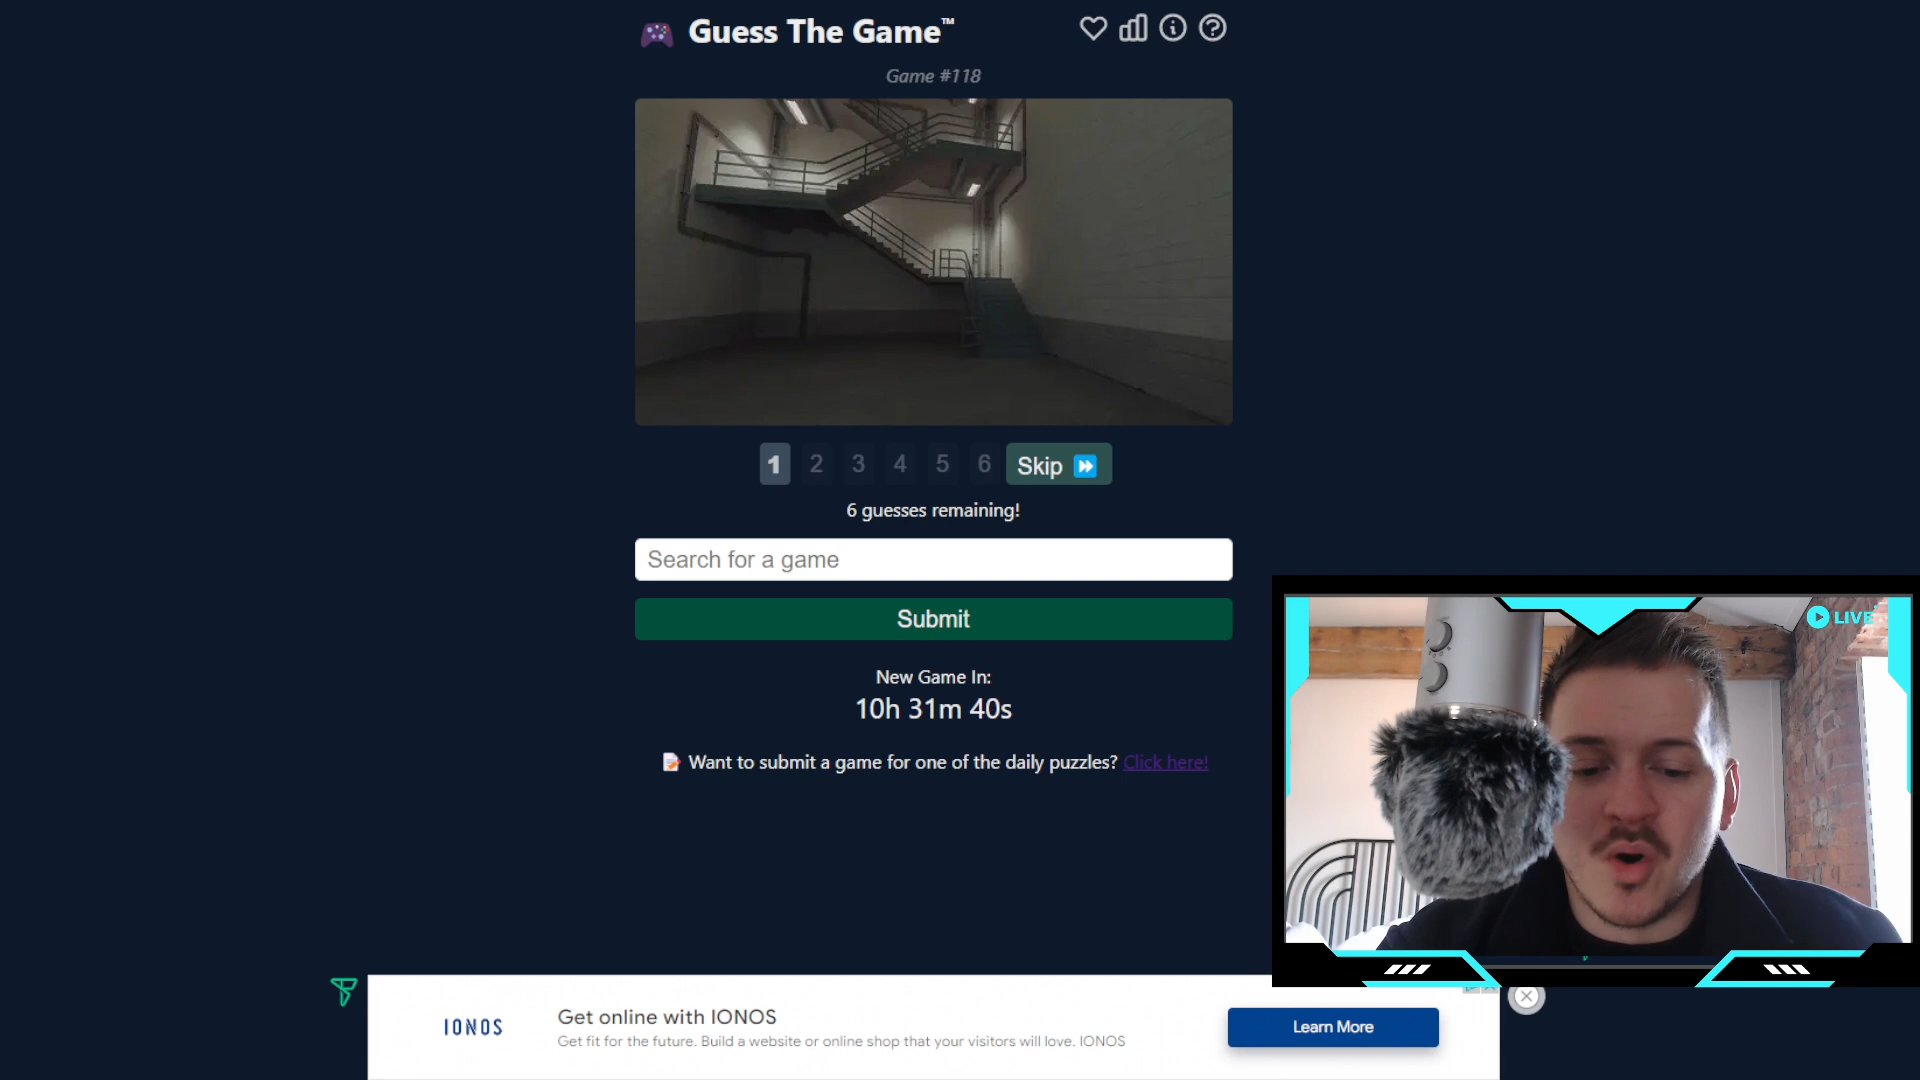 Guess The Game™
Game #118
1 2 3 4 5 6 Skip
6 guesses remaining!
Search for a game
Submit
New Game In:
10h 31m 40s
Want to submit a game for one of the daily puzzles? Click here!
LIVE
IONOS
Get online with IONOS
Get fit for the future. Build a website or online shop that your visitors will love. IONOS
Learn More